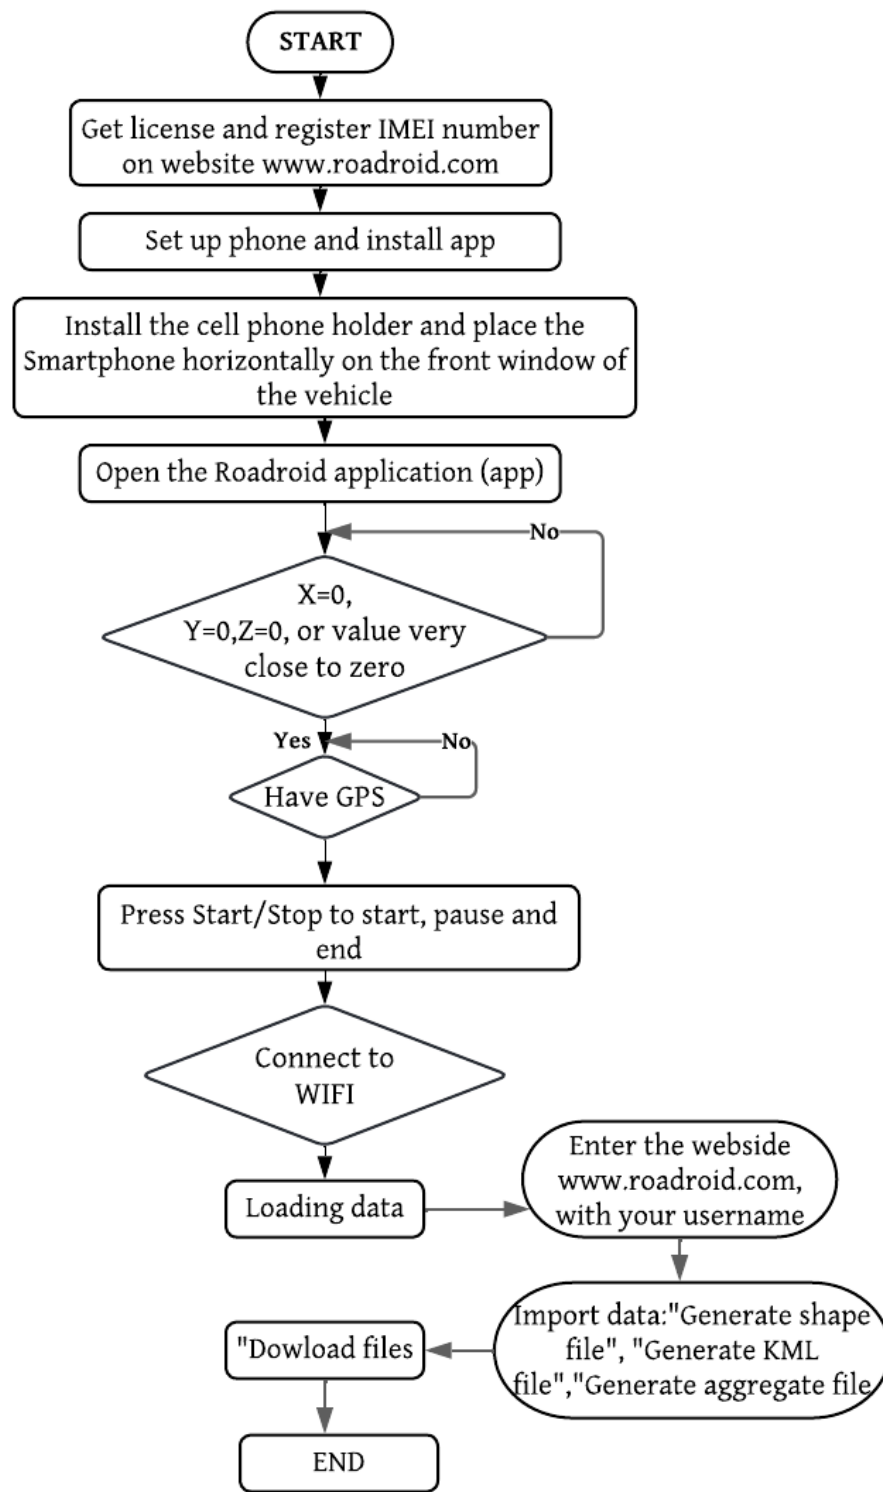 START
Get license and register IMEI number
on website www.roadroid.com
Set up phone and install app
Install the cell phone holder and place the
Smartphone horizontally on the front window of
the vehicle
Open the Roadroid application (app)
No
X=0,
Y=0,Z=0, or value very
close to zero
Yes
No
Have GPS
Press Start/Stop to start, pause and
end
Connect to
WIFI
Loading data
Enter the webside
www.roadroid.com,
with your username
Import data:"Generate shape
file", "Generate KML
file","Generate aggregate file
"Dowload files
END